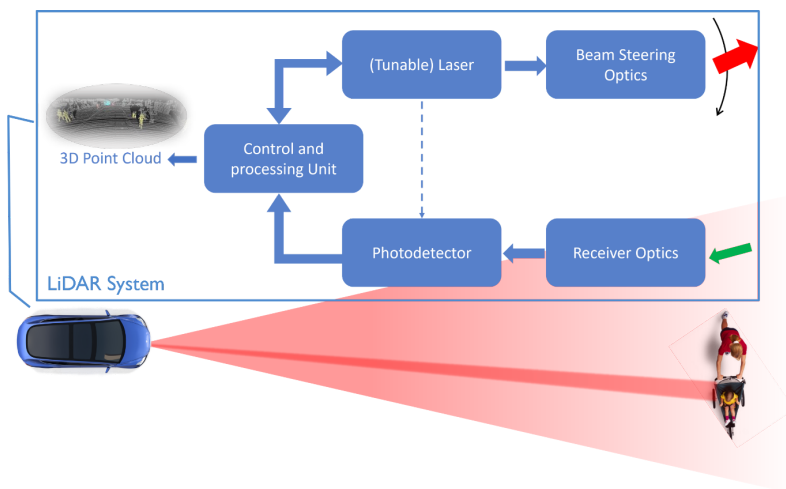 (Tunable) Laser
Beam Steering
Optics
Control and
processing Unit
3D Point Cloud
Photodetector
Receiver Optics
LiDAR System